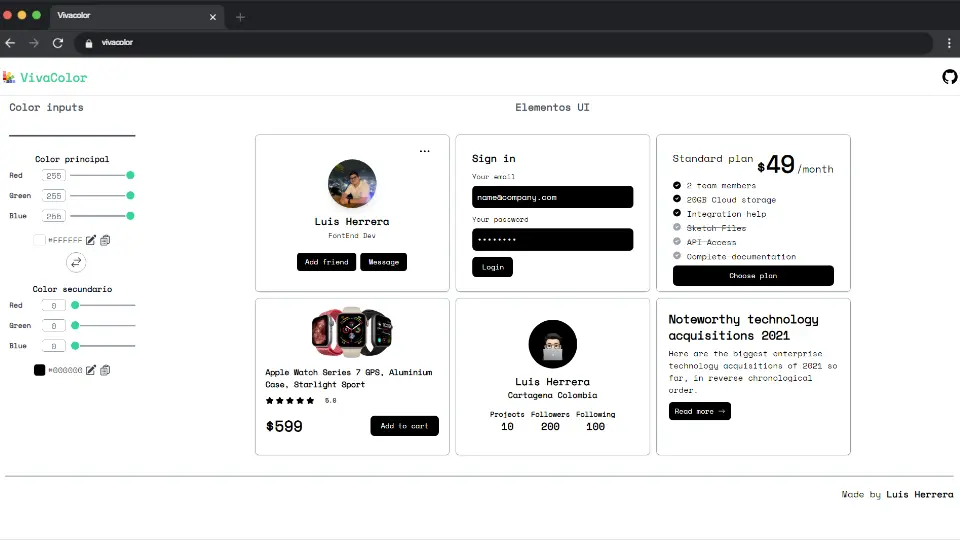 Vivacolor
vivacolor
VivaColor
Color inputs
Color principal
Red 255
Green 255
Blue 255
#FFFFFF
Color secundario
Red 0
Green 0
Blue 0
#000000
Elementos UI
Luis Herrera
FontEnd Dev
Add friend Message
Sign in
Your email
name@company.com
Your password
Login
Standard plan $49/month
2 team members
20GB Cloud storage
Integration help
Sketch Files
API Access
Complete documentation
Choose plan
Apple Watch Series 7 GPS, Aluminium
Case, Starlight Sport
5.0
$599 Add to cart
Luis Herrera
Cartagena Colombia
Projects Followers Following
10 200 100
Noteworthy technology
acquisitions 2021
Here are the biggest enterprise
technology acquisitions of 2021 so
far, in reverse chronological
order.
Read more →
Made by Luis Herrera